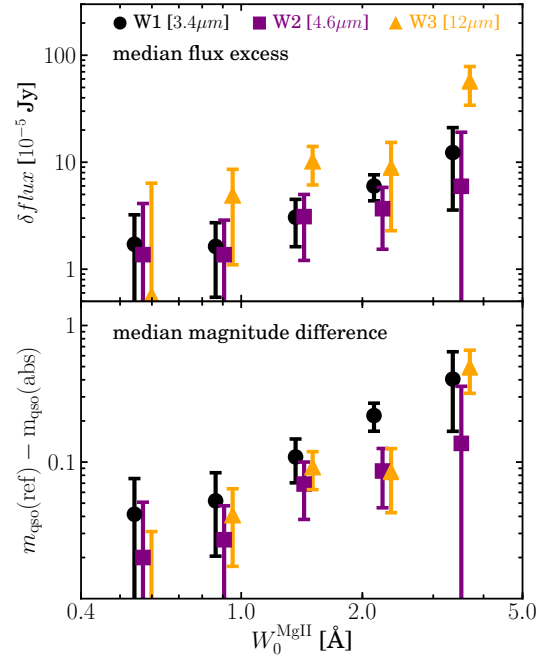 W1 [3.4μm] W2 [4.6μm] W3 [12μm]
median flux excess
100
10
1
δ flux [10⁻⁵ Jy]
median magnitude difference
1
0.1
m_qso(ref) − m_qso(abs)
0.4 1.0 2.0 5.0
W₀^MgII [Å]